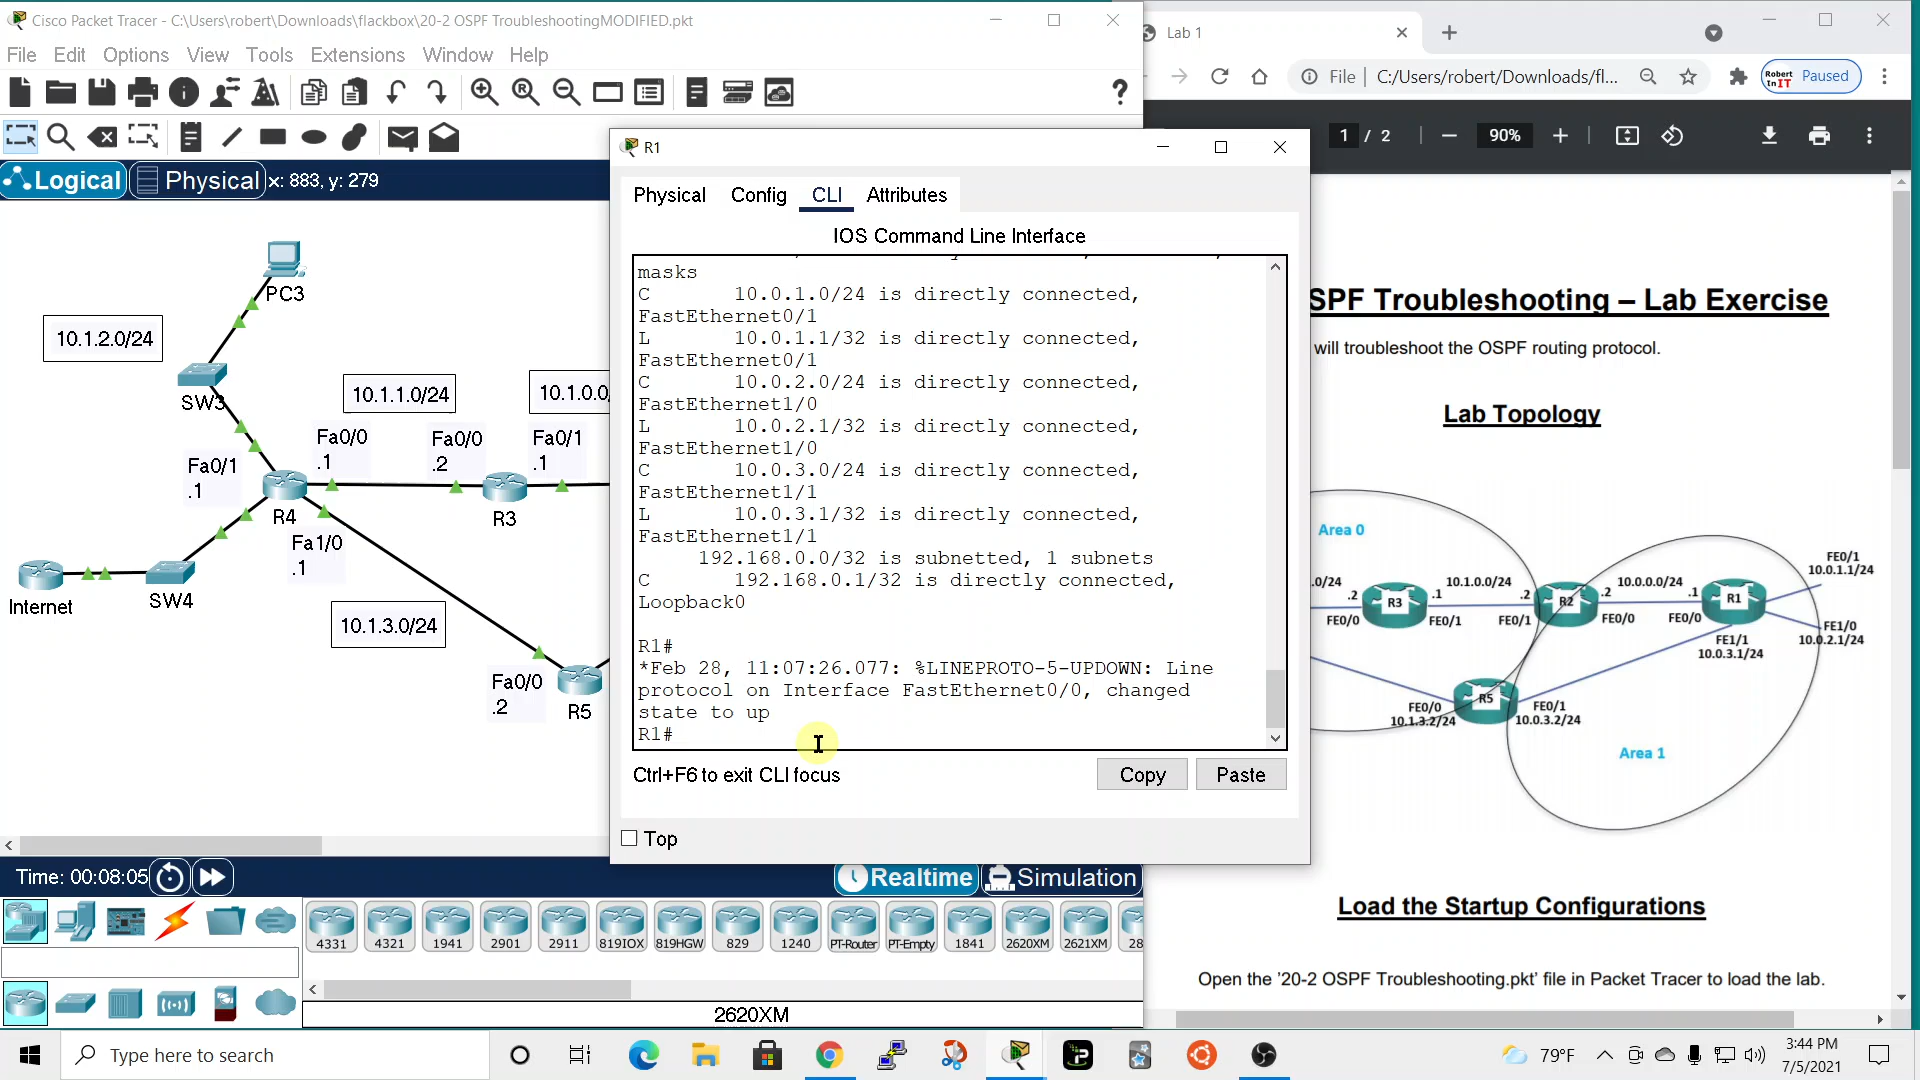 Cisco Packet Tracer - C:\Users\robert\Downloads\flackbox\20-2 OSPF TroubleshootingMODIFIED.pkt
File Edit Options View Tools Extensions Window Help
Logical Physical x: 883, y: 279
PC3
10.1.2.0/24
SW3
10.1.1.0/24
10.1.0.0/
Fa0/0
.1
Fa0/0
.2
Fa0/1
.1
Fa0/1
.1
R4
R3
Fa1/0
.1
Internet
SW4
10.1.3.0/24
Fa0/0
.2
R5
Time: 00:08:05
Realtime Simulation
4331 4321 1941 2901 2911 819IOX 819HGW 829 1240 PT-Router PT-Empty 1841 2620XM 2621XM 28
2620XM
R1
Physical Config CLI Attributes
IOS Command Line Interface
masks
C 10.0.1.0/24 is directly connected,
FastEthernet0/1
L 10.0.1.1/32 is directly connected,
FastEthernet0/1
C 10.0.2.0/24 is directly connected,
FastEthernet1/0
L 10.0.2.1/32 is directly connected,
FastEthernet1/0
C 10.0.3.0/24 is directly connected,
FastEthernet1/1
L 10.0.3.1/32 is directly connected,
FastEthernet1/1
192.168.0.0/32 is subnetted, 1 subnets
C 192.168.0.1/32 is directly connected,
Loopback0
R1#
*Feb 28, 11:07:26.077: %LINEPROTO-5-UPDOWN: Line
protocol on Interface FastEthernet0/0, changed
state to up
R1#
Ctrl+F6 to exit CLI focus
Copy Paste
Top
Lab 1
File C:/Users/robert/Downloads/fl... Robert InIT Paused
1 / 2 90%
SPF Troubleshooting – Lab Exercise
will troubleshoot the OSPF routing protocol.
Lab Topology
Area 0
FE0/1
10.0.1.1/24
.0/24
.2
R3
.1
10.1.0.0/24
.2
R2
.2
10.0.0.0/24
.1
R1
FE0/0
FE0/1
FE0/1
FE0/0
FE0/0
FE1/0
10.0.2.1/24
FE1/1
10.0.3.1/24
R5
FE0/0
10.1.3.2/24
FE0/1
10.0.3.2/24
Area 1
Load the Startup Configurations
Open the '20-2 OSPF Troubleshooting.pkt' file in Packet Tracer to load the lab.
Type here to search
79°F
3:44 PM
7/5/2021